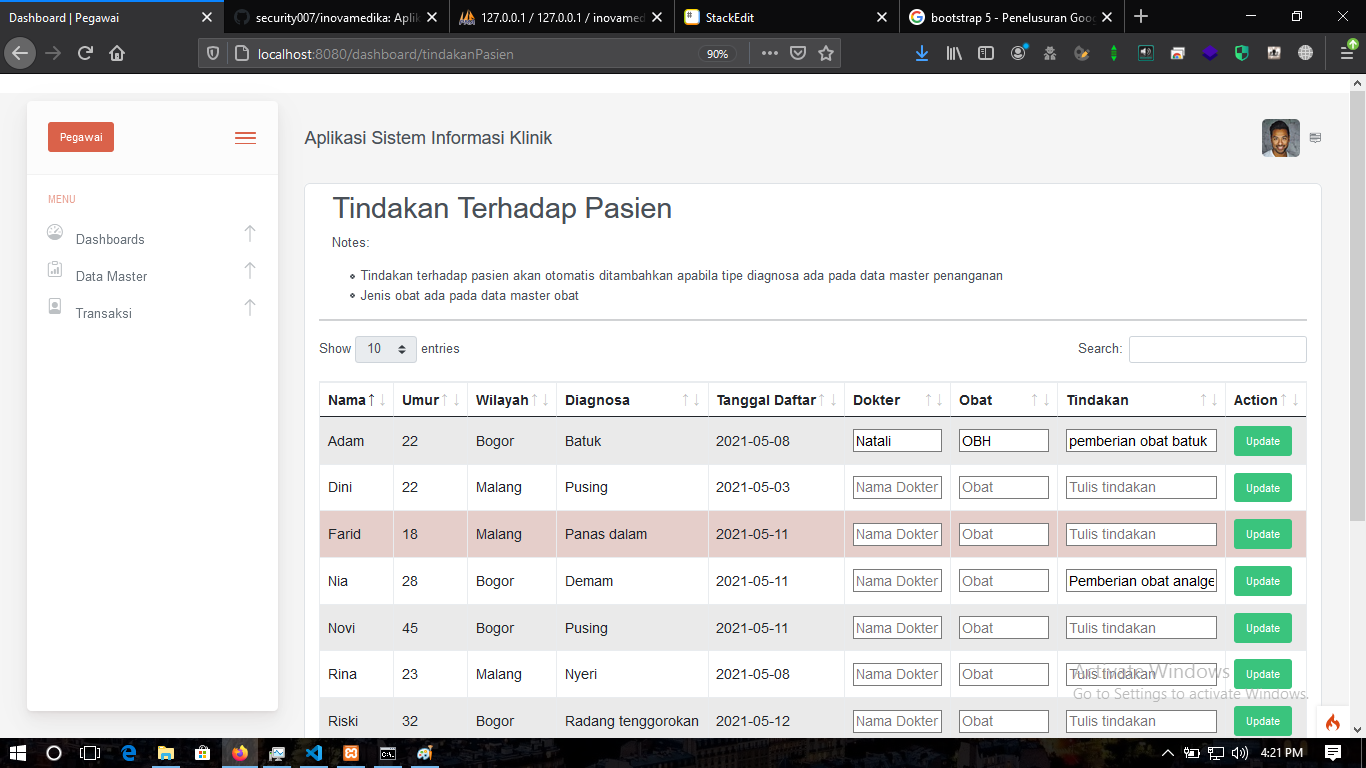 Dashboard | Pegawai
security007/inovamedika: Aplik
127.0.0.1 / 127.0.0.1 / inovamed
StackEdit
bootstrap 5 - Penelusuran Goog
localhost:8080/dashboard/tindakanPasien
90%
Pegawai
Aplikasi Sistem Informasi Klinik
MENU
Dashboards
Data Master
Transaksi
Tindakan Terhadap Pasien
Notes:
Tindakan terhadap pasien akan otomatis ditambahkan apabila tipe diagnosa ada pada data master penanganan
Jenis obat ada pada data master obat
Show 10 entries
Search:
Nama Umur Wilayah Diagnosa Tanggal Daftar Dokter Obat Tindakan Action
Adam 22 Bogor Batuk 2021-05-08 Natali OBH pemberian obat batuk Update
Dini 22 Malang Pusing 2021-05-03 Nama Dokter Obat Tulis tindakan Update
Farid 18 Malang Panas dalam 2021-05-11 Nama Dokter Obat Tulis tindakan Update
Nia 28 Bogor Demam 2021-05-11 Nama Dokter Obat Pemberian obat analge Update
Novi 45 Bogor Pusing 2021-05-11 Nama Dokter Obat Tulis tindakan Update
Rina 23 Malang Nyeri 2021-05-08 Nama Dokter Obat Tulis tindakan Update
Riski 32 Bogor Radang tenggorokan 2021-05-12 Nama Dokter Obat Tulis tindakan Update
Activate Windows
Go to Settings to activate Windows.
4:21 PM